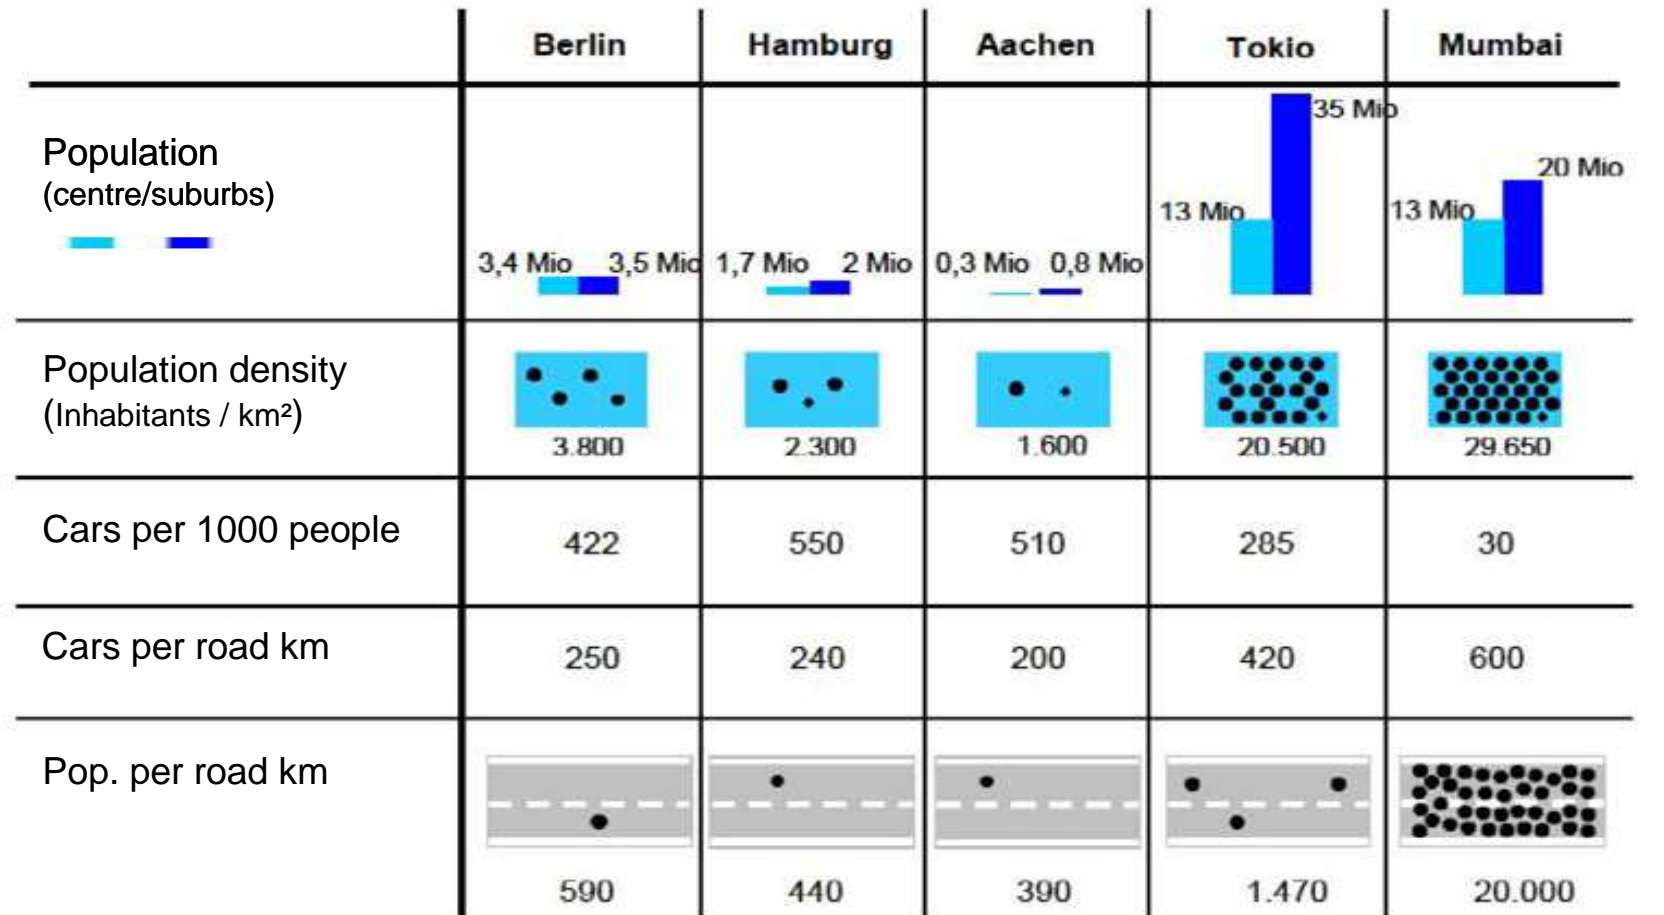 Berlin Hamburg Aachen Tokio Mumbai
Population
(centre/suburbs)
3,4 Mio 3,5 Mio 1,7 Mio 2 Mio 0,3 Mio 0,8 Mio 13 Mio 35 Mio 13 Mio 20 Mio
Population density
(Inhabitants / km²)
3.800 2.300 1.600 20.500 29.650
Cars per 1000 people 422 550 510 285 30
Cars per road km 250 240 200 420 600
Pop. per road km
590 440 390 1.470 20.000